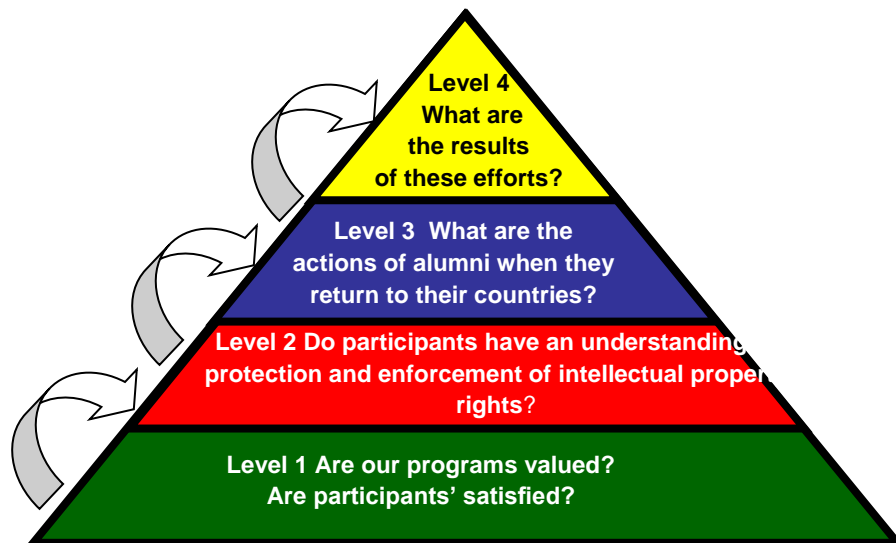 Level 4
What are
the results
of these efforts?
Level 3 What are the
actions of alumni when they
return to their countries?
Level 2 Do participants have an understanding
protection and enforcement of intellectual proper
rights?
Level 1 Are our programs valued?
Are participants’ satisfied?